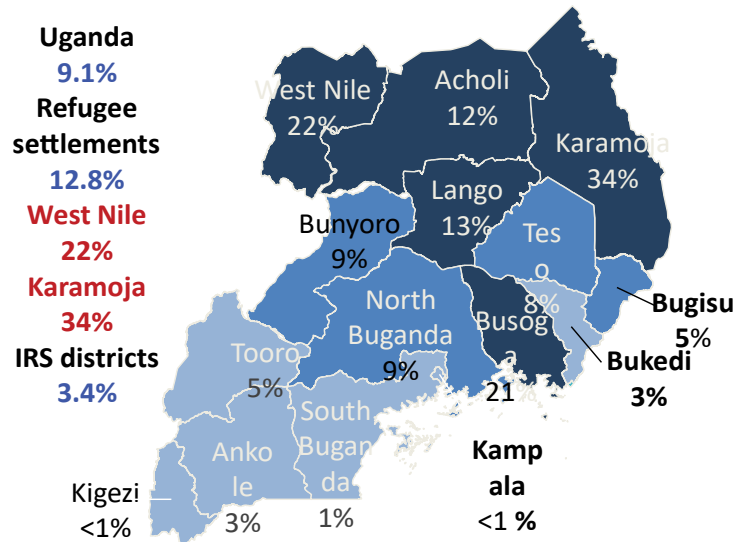 Uganda
9.1%
Refugee
settlements
12.8%
West Nile
22%
Karamoja
34%
IRS districts
3.4%
West Nile
22%
Acholi
12%
Karamoja
34%
Lango
13%
Bunyoro
9%
Tes
o
8%
North
Buganda
9%
Busog
a
21
%
Bugisu
5%
Bukedi
3%
Tooro
5%
South
Bugan
da
1%
Anko
le
3%
Kigezi
<1%
Kamp
ala
<1 %